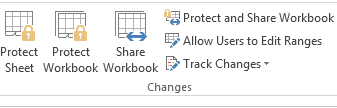 Protect Sheet
Protect Workbook
Share Workbook
Protect and Share Workbook
Allow Users to Edit Ranges
Track Changes
Changes